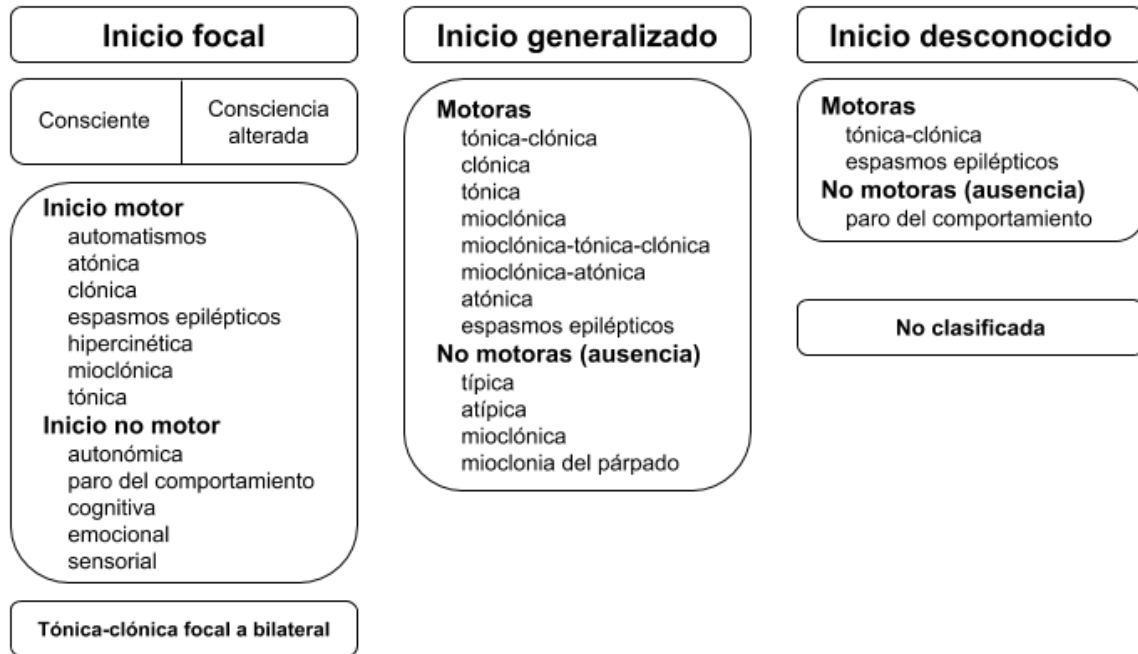 Inicio focal
Consciente
Consciencia
alterada
Inicio motor
automatismos
atónica
clónica
espasmos epilépticos
hipercinética
mioclónica
tónica
Inicio no motor
autonómica
paro del comportamiento
cognitiva
emocional
sensorial
Tónica-clónica focal a bilateral
Inicio generalizado
Motoras
tónica-clónica
clónica
tónica
mioclónica
mioclónica-tónica-clónica
mioclónica-atónica
atónica
espasmos epilépticos
No motoras (ausencia)
típica
atípica
mioclónica
mioclonia del párpado
Inicio desconocido
Motoras
tónica-clónica
espasmos epilépticos
No motoras (ausencia)
paro del comportamiento
No clasificada